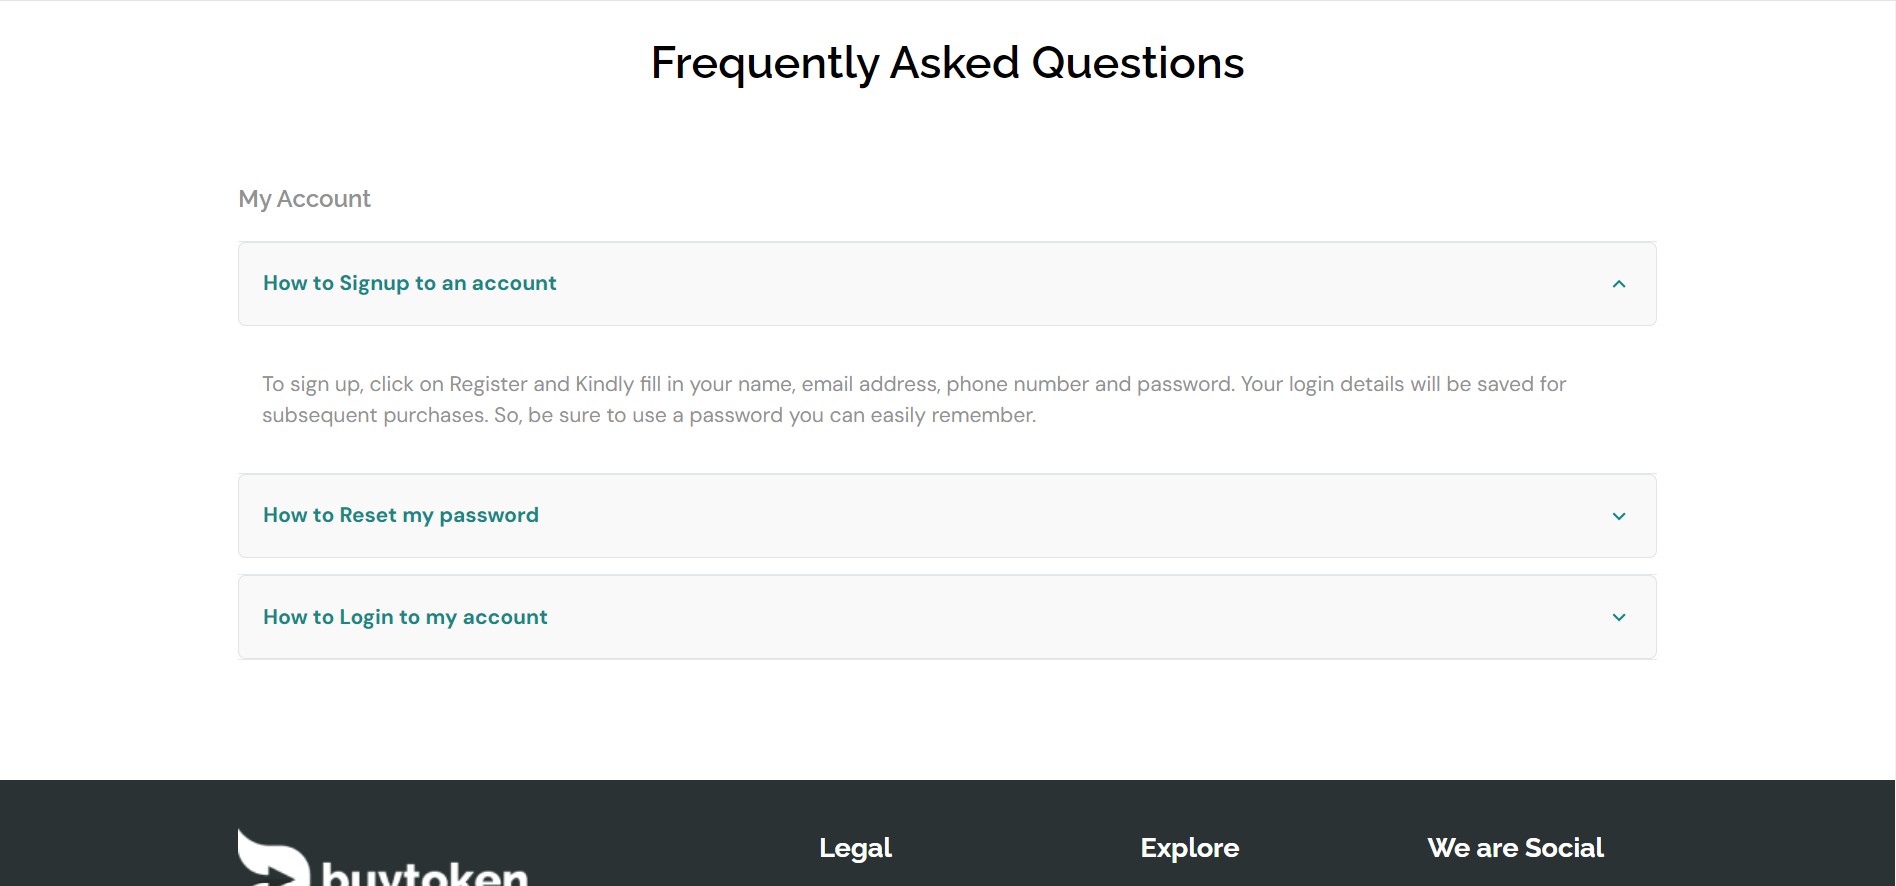 Frequently Asked Questions
My Account
How to Signup to an account
To sign up, click on Register and Kindly fill in your name, email address, phone number and password. Your login details will be saved for
subsequent purchases. So, be sure to use a password you can easily remember.
How to Reset my password
How to Login to my account
buytoken
Legal
Explore
We are Social